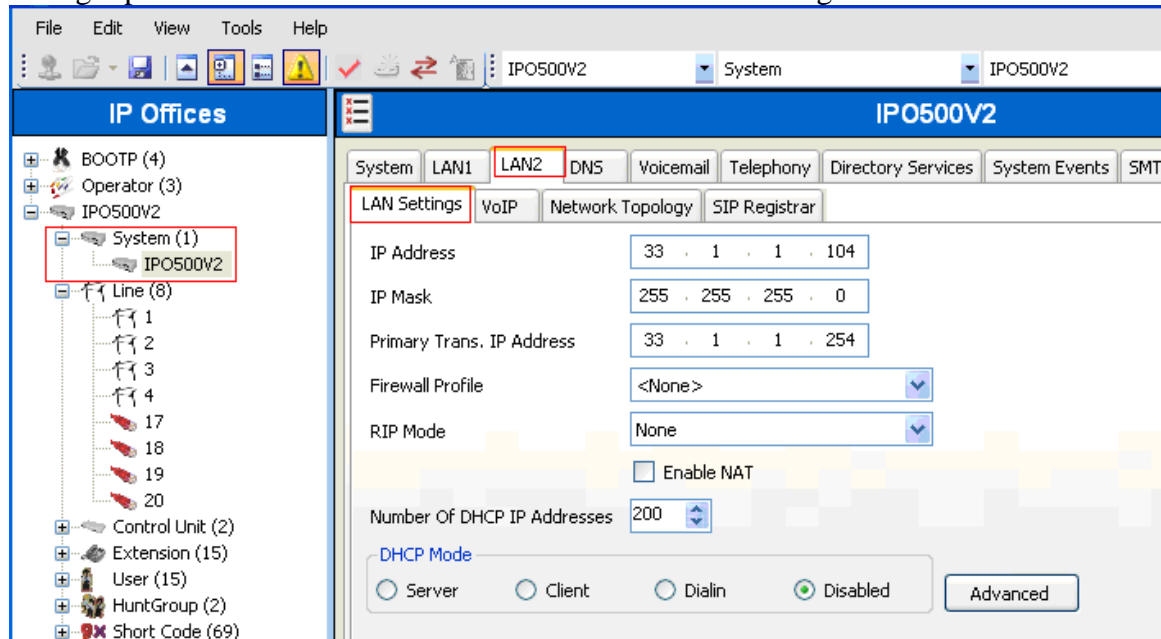 File Edit View Tools Help
IPO500V2 System IPO500V2
IP Offices
IPO500V2
BOOTP (4)
Operator (3)
IPO500V2
System (1)
IPO500V2
Line (8)
1
2
3
4
17
18
19
20
Control Unit (2)
Extension (15)
User (15)
HuntGroup (2)
Short Code (69)
System LAN1 LAN2 DNS Voicemail Telephony Directory Services System Events SMT
LAN Settings VoIP Network Topology SIP Registrar
IP Address 33 . 1 . 1 . 104
IP Mask 255 . 255 . 255 . 0
Primary Trans. IP Address 33 . 1 . 1 . 254
Firewall Profile <None>
RIP Mode None
Enable NAT
Number Of DHCP IP Addresses 200
DHCP Mode
Server Client Dialin Disabled Advanced